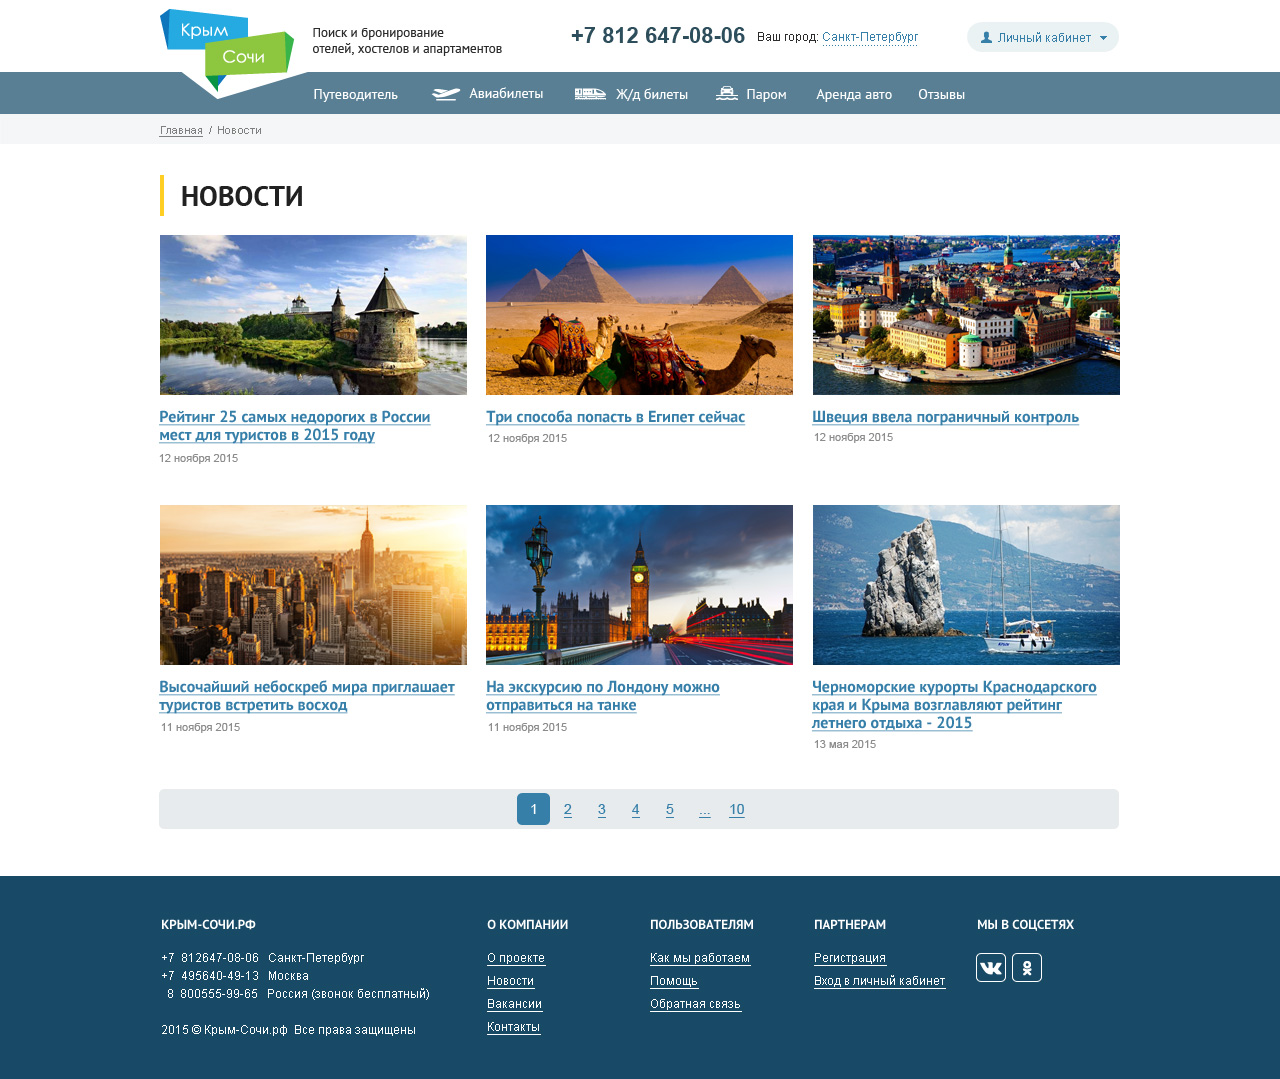 Крым
Сочи
Поиск и бронирование
отелей, хостелов и апартаментов
+7 812 647-08-06
Ваш город: Санкт-Петербург
Личный кабинет
Путеводитель
Авиабилеты
Ж/д билеты
Паром
Аренда авто
Отзывы
Главная / Новости
НОВОСТИ
Рейтинг 25 самых недорогих в России
мест для туристов в 2015 году
12 ноября 2015
Три способа попасть в Египет сейчас
12 ноября 2015
Швеция ввела пограничный контроль
12 ноября 2015
Высочайший небоскреб мира приглашает
туристов встретить восход
11 ноября 2015
На экскурсию по Лондону можно
отправиться на танке
11 ноября 2015
Черноморские курорты Краснодарского
края и Крыма возглавляют рейтинг
летнего отдыха - 2015
13 мая 2015
1 2 3 4 5 ... 10
КРЫМ-СОЧИ.РФ
+7 812647-08-06 Санкт-Петербург
+7 495640-49-13 Москва
8 800555-99-65 Россия (звонок бесплатный)
2015 © Крым-Сочи.рф Все права защищены
О КОМПАНИИ
О проекте
Новости
Вакансии
Контакты
ПОЛЬЗОВАТЕЛЯМ
Как мы работаем
Помощь
Обратная связь
ПАРТНЕРАМ
Регистрация
Вход в личный кабинет
МЫ В СОЦСЕТЯХ